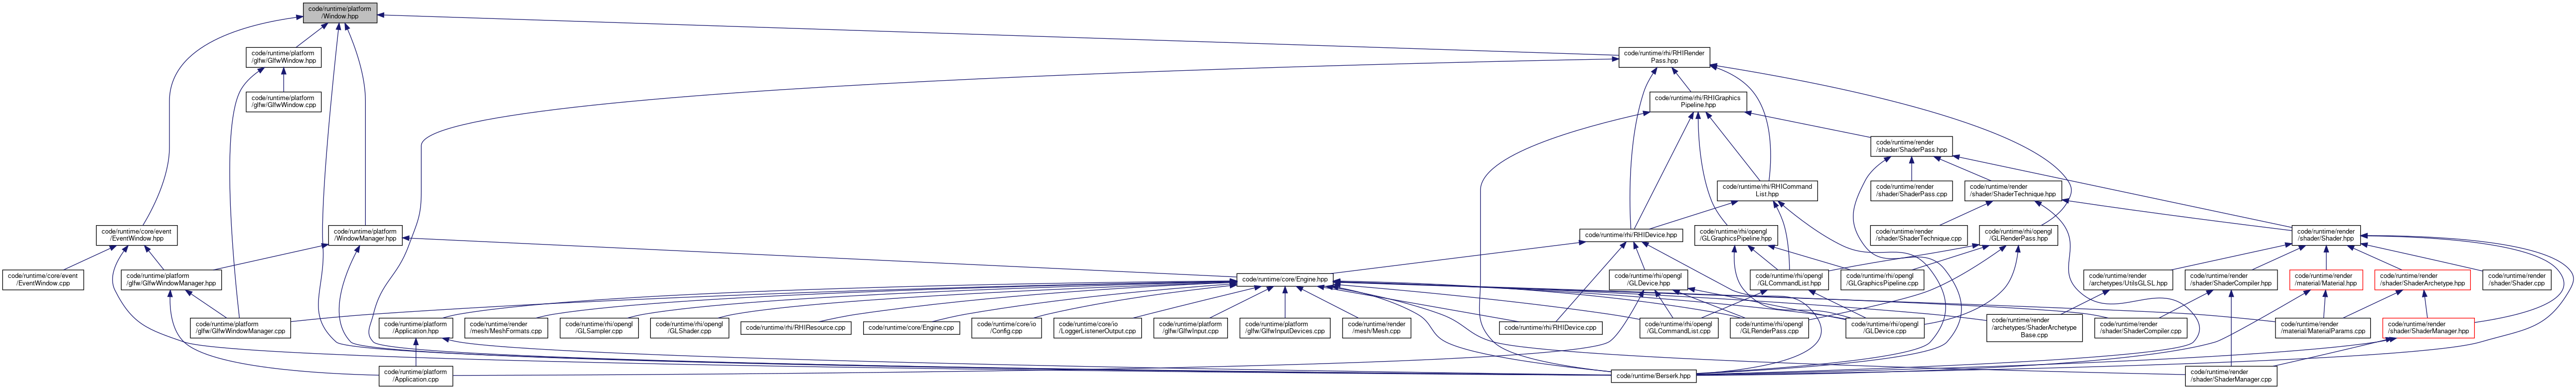 code/runtime/platform
/Window.hpp
code/runtime/platform
/glfw/GlfwWindow.hpp
code/runtime/rhi/RHIRender
Pass.hpp
code/runtime/platform
/glfw/GlfwWindow.cpp
code/runtime/rhi/RHIGraphics
Pipeline.hpp
code/runtime/render
/shader/ShaderPass.hpp
code/runtime/rhi/RHICommand
List.hpp
code/runtime/render
/shader/ShaderPass.cpp
code/runtime/render
/shader/ShaderTechnique.hpp
code/runtime/core/event
/EventWindow.hpp
code/runtime/platform
/WindowManager.hpp
code/runtime/rhi/RHIDevice.hpp
code/runtime/rhi/opengl
/GLGraphicsPipeline.hpp
code/runtime/render
/shader/ShaderTechnique.cpp
code/runtime/rhi/opengl
/GLRenderPass.hpp
code/runtime/render
/shader/Shader.hpp
code/runtime/core/event
/EventWindow.cpp
code/runtime/platform
/glfw/GlfwWindowManager.hpp
code/runtime/core/Engine.hpp
code/runtime/rhi/opengl
/GLDevice.hpp
code/runtime/rhi/opengl
/GLCommandList.hpp
code/runtime/rhi/opengl
/GLGraphicsPipeline.cpp
code/runtime/render
/archetypes/UtilsGLSL.hpp
code/runtime/render
/shader/ShaderCompiler.hpp
code/runtime/render
/material/Material.hpp
code/runtime/render
/shader/ShaderArchetype.hpp
code/runtime/render
/shader/Shader.cpp
code/runtime/platform
/glfw/GlfwWindowManager.cpp
code/runtime/platform
/Application.hpp
code/runtime/render
/mesh/MeshFormats.cpp
code/runtime/rhi/opengl
/GLSampler.cpp
code/runtime/rhi/opengl
/GLShader.cpp
code/runtime/rhi/RHIResource.cpp
code/runtime/core/Engine.cpp
code/runtime/core/io
/Config.cpp
code/runtime/core/io
/LoggerListenerOutput.cpp
code/runtime/platform
/glfw/GlfwInput.cpp
code/runtime/platform
/glfw/GlfwInputDevices.cpp
code/runtime/render
/mesh/Mesh.cpp
code/runtime/rhi/RHIDevice.cpp
code/runtime/rhi/opengl
/GLCommandList.cpp
code/runtime/rhi/opengl
/GLRenderPass.cpp
code/runtime/rhi/opengl
/GLDevice.cpp
code/runtime/render
/archetypes/ShaderArchetype
Base.cpp
code/runtime/render
/shader/ShaderCompiler.cpp
code/runtime/render
/material/MaterialParams.cpp
code/runtime/render
/shader/ShaderManager.hpp
code/runtime/platform
/Application.cpp
code/runtime/Berserk.hpp
code/runtime/render
/shader/ShaderManager.cpp